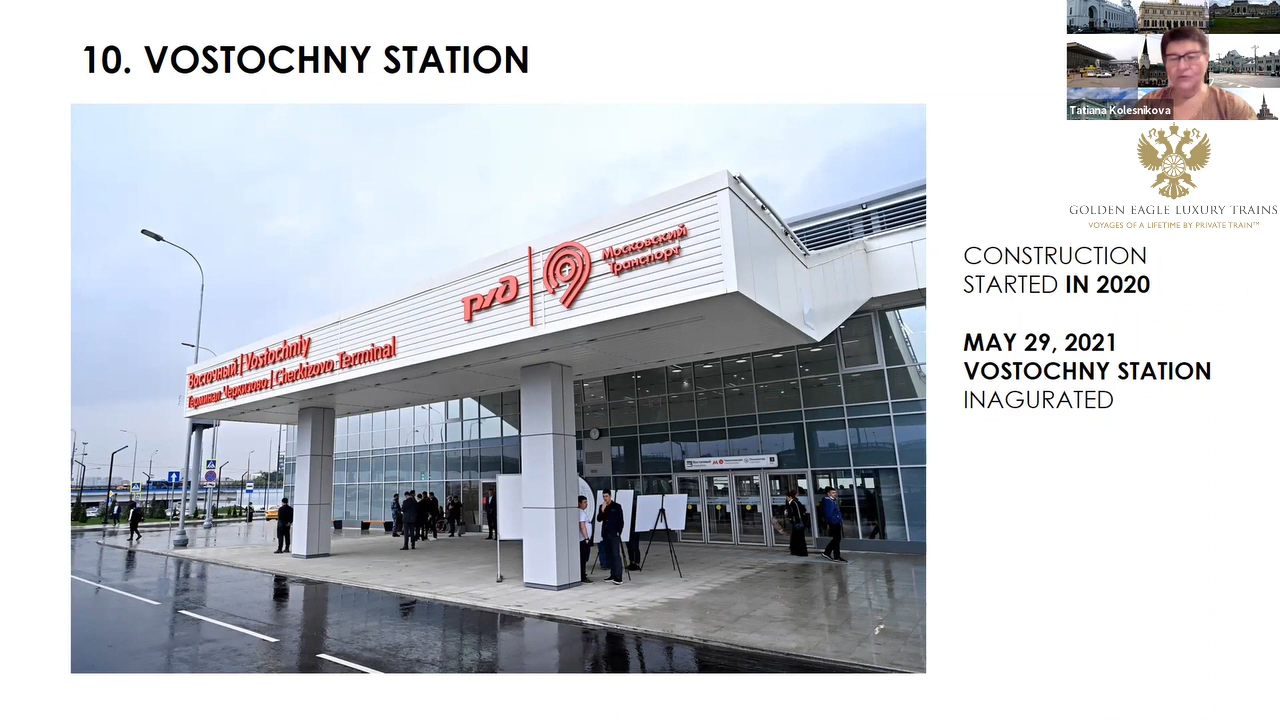 10. VOSTOCHNY STATION
Tatiana Kolesnikova
GOLDEN EAGLE LUXURY TRAINS
VOYAGES OF A LIFETIME BY PRIVATE TRAIN™
CONSTRUCTION
STARTED IN 2020
MAY 29, 2021
VOSTOCHNY STATION
INAGURATED
ржд
Московский
Транспорт
Восточный | Vostochniy
Терминал Черкизово | Cherkizovo Terminal